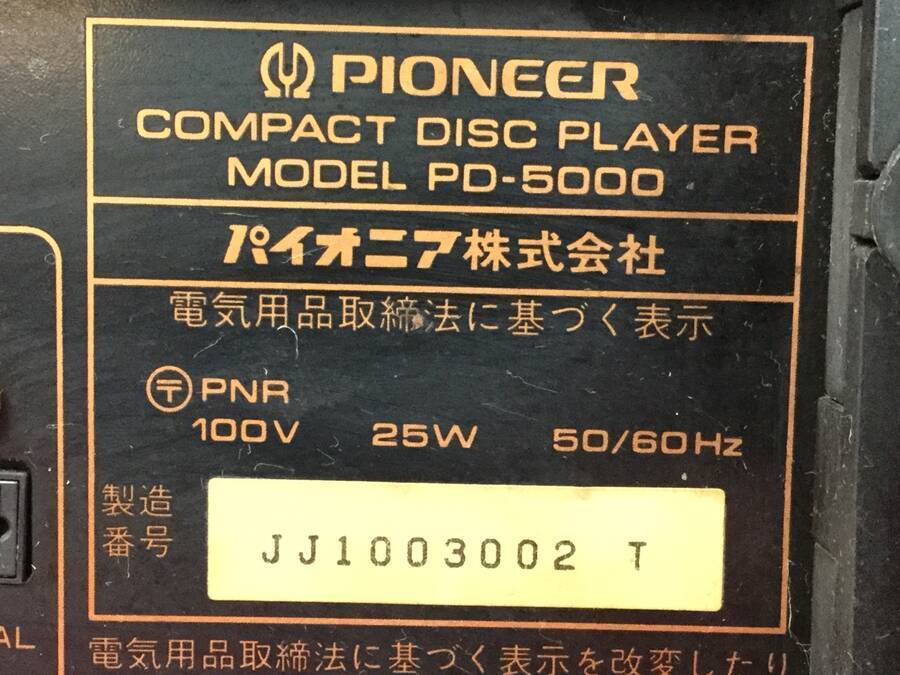 PIONEER
COMPACT DISC PLAYER
MODEL PD-5000
パイオニア株式会社
電気用品取締法に基づく表示
〒 PNR
100V 25W 50/60Hz
製造
番号
JJ1003002 T
AL
電気用品取締法に基づく表示を改変したり